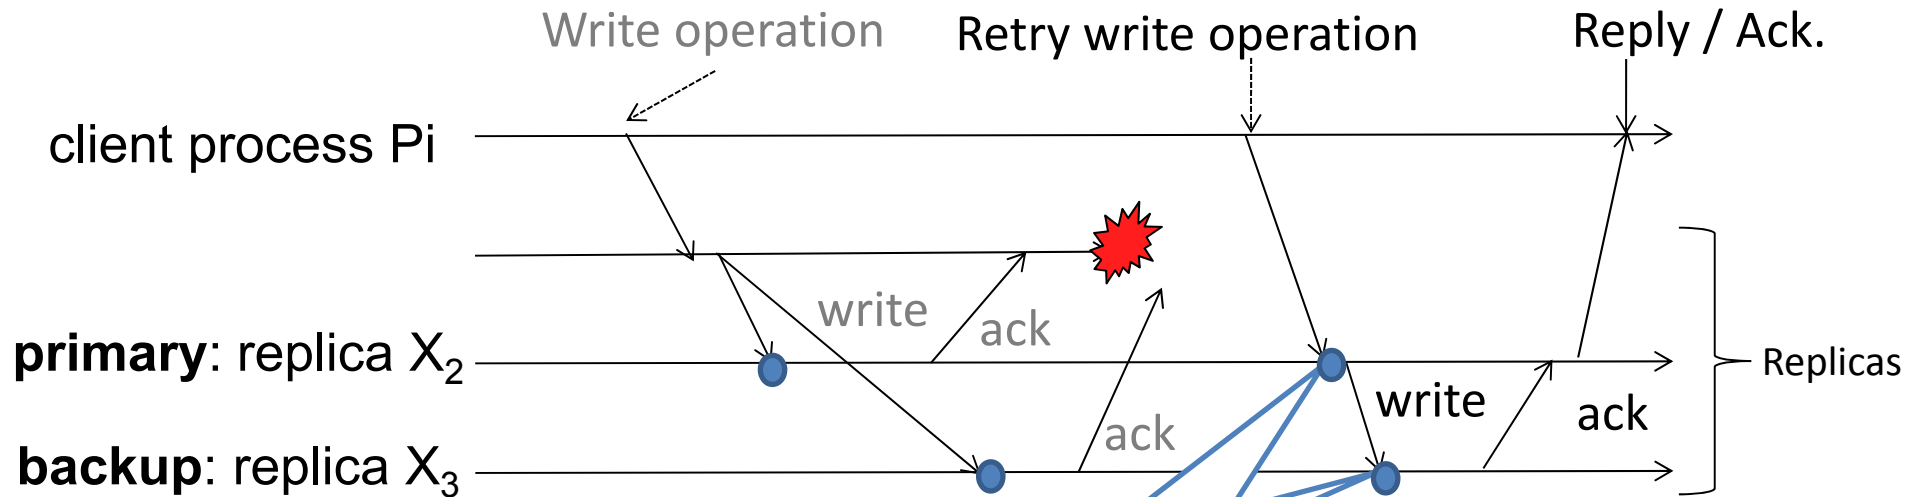 Write operation
Retry write operation
Reply / Ack.
client process Pi
write
ack
primary: replica X2
Replicas
write
ack
ack
backup: replica X3